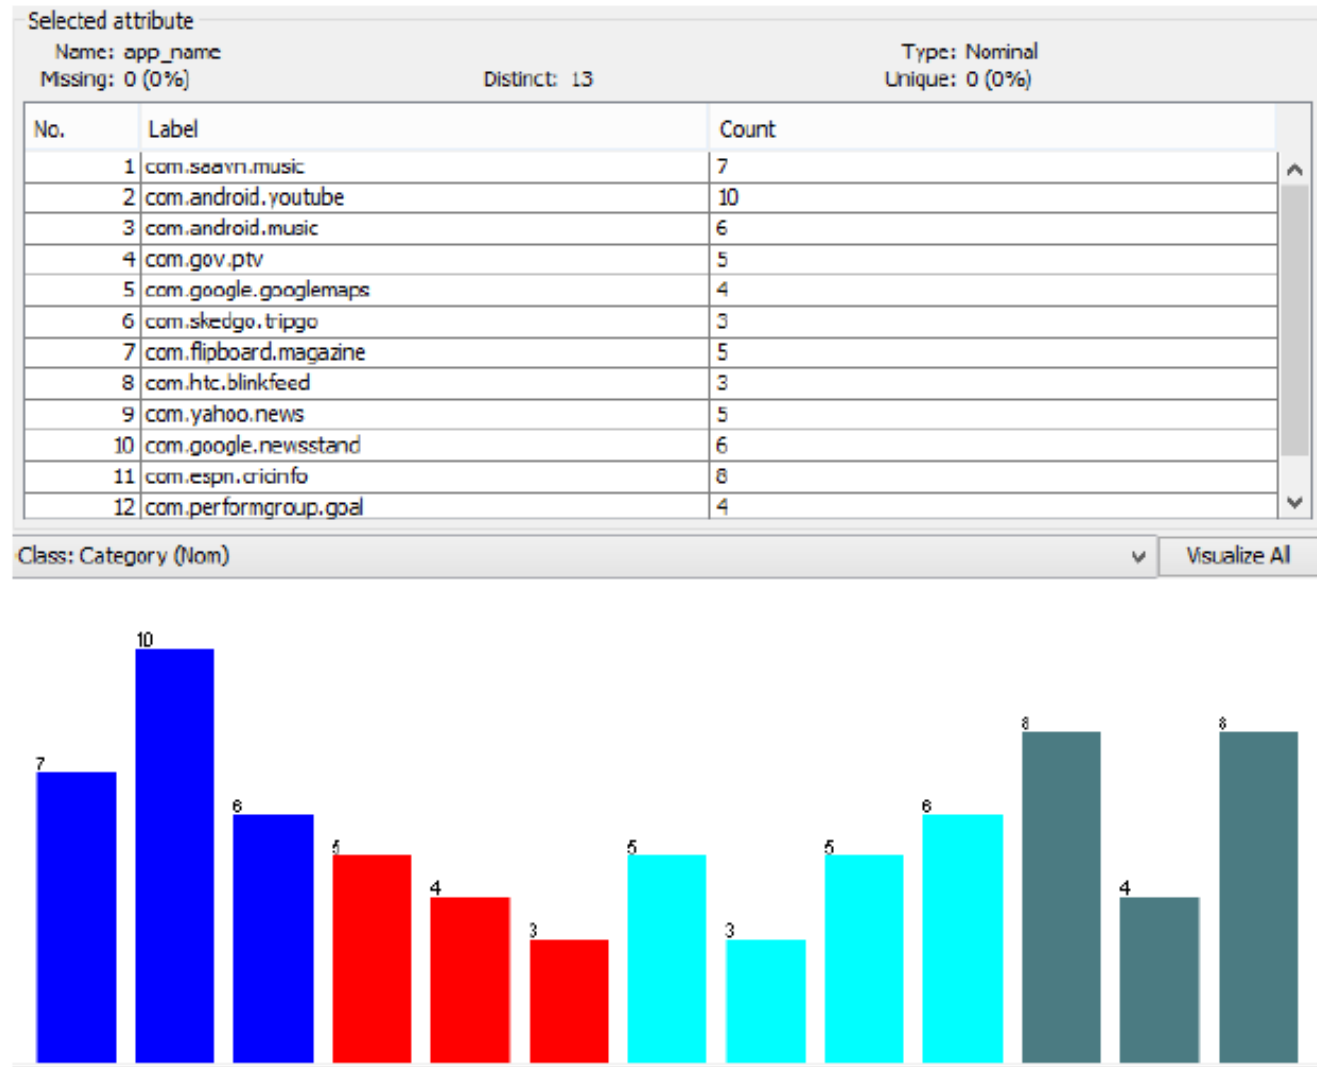 Selected attribute
Name: app_name Type: Nominal
Missing: 0 (0%) Distinct: 13 Unique: 0 (0%)
No. Label Count
1 com.saavn.music 7
2 com.android.youtube 10
3 com.android.music 6
4 com.gov.ptv 5
5 com.google.googlemaps 4
6 com.skedgo.tripgo 3
7 com.flipboard.magazine 5
8 com.htc.blinkfeed 3
9 com.yahoo.news 5
10 com.google.newsstand 6
11 com.espn.cricinfo 8
12 com.performgroup.goal 4
Class: Category (Nom) Visualize All
7 10 6 5 4 3 5 3 5 6 8 4 8